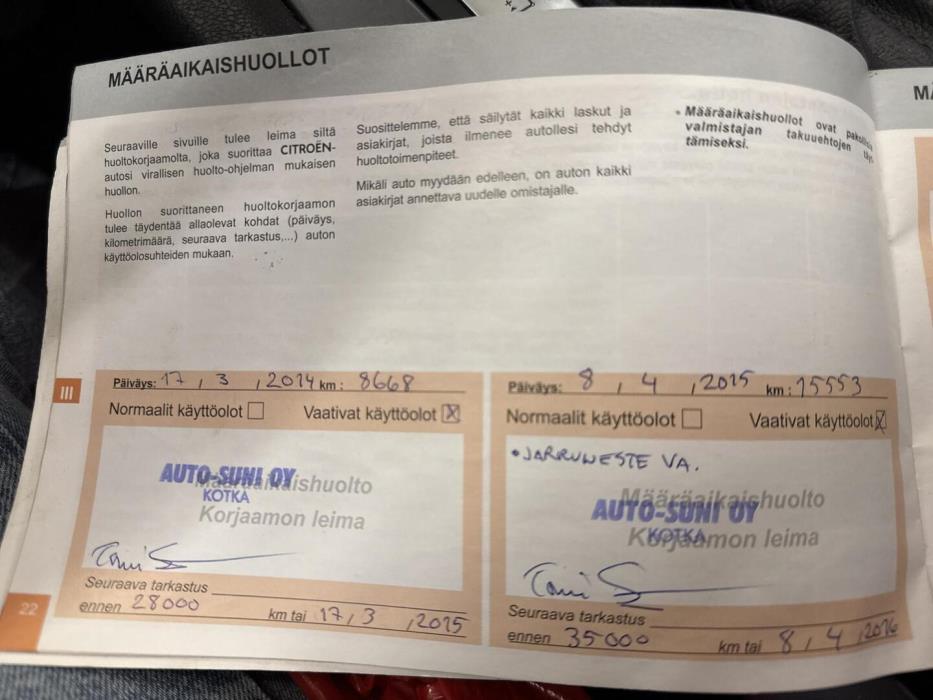 MÄÄRÄAIKAISHUOLLOT
Seuraaville sivuille tulee leima siltä
huoltokorjaamolta, joka suorittaa CITROËN-
autosi virallisen huolto-ohjelman mukaisen
huollon.
Huollon suorittaneen huoltokorjaamon
tulee täydentää allaolevat kohdat (päiväys,
kilometrimäärä, seuraava tarkastus,...) auton
käyttöolosuhteiden mukaan.
Suosittelemme, että säilytät kaikki laskut ja
asiakirjat, joista ilmenee autollesi tehdyt
huoltotoimenpiteet.
Mikäli auto myydään edelleen, on auton kaikki
asiakirjat annettava uudelle omistajalle.
• Määräaikaishuollot ovat
valmistajan takuuehtojen
tämiseksi.
III
Päiväys: 17 / 3 / 2014 km: 8668
Normaalit käyttöolot Vaativat käyttöolot X
AUTO-SUNI OY
KOTKA
Määräaikaishuolto
Korjaamon leima
Seuraava tarkastus
ennen 28000 km tai 17 / 3 / 2015
Päiväys: 8 / 4 / 2015 km: 15553
Normaalit käyttöolot Vaativat käyttöolot X
• JARRUNESTE VA.
AUTO-SUNI OY
KOTKA
Määräaikaishuolto
Korjaamon leima
Seuraava tarkastus
ennen 35000 km tai 8 / 4 / 2016
22